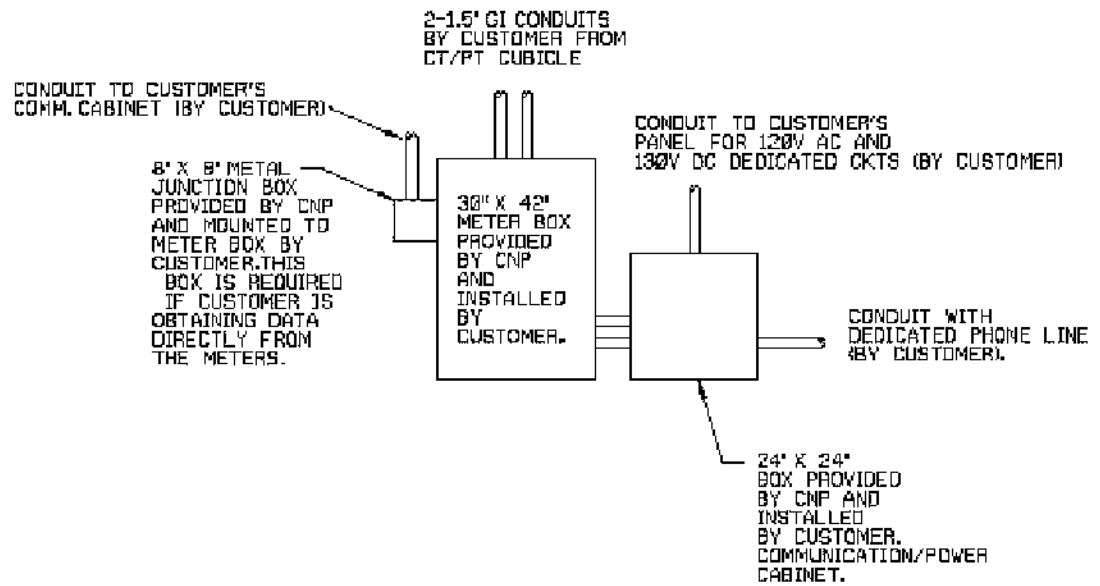 2-1.5" GI CONDUITS
BY CUSTOMER FROM
CT/PT CUBICLE
CONDUIT TO CUSTOMER'S
COMM. CABINET (BY CUSTOMER)
CONDUIT TO CUSTOMER'S
PANEL FOR 120V AC AND
130V DC DEDICATED CKTS (BY CUSTOMER)
8" X 8" METAL
JUNCTION BOX
PROVIDED BY CNP
AND MOUNTED TO
METER BOX BY
CUSTOMER.THIS
BOX IS REQUIRED
IF CUSTOMER IS
OBTAINING DATA
DIRECTLY FROM
THE METERS.
30" X 42"
METER BOX
PROVIDED
BY CNP
AND
INSTALLED
BY
CUSTOMER.
CONDUIT WITH
DEDICATED PHONE LINE
(BY CUSTOMER).
24" X 24"
BOX PROVIDED
BY CNP AND
INSTALLED
BY CUSTOMER.
COMMUNICATION/POWER
CABINET.